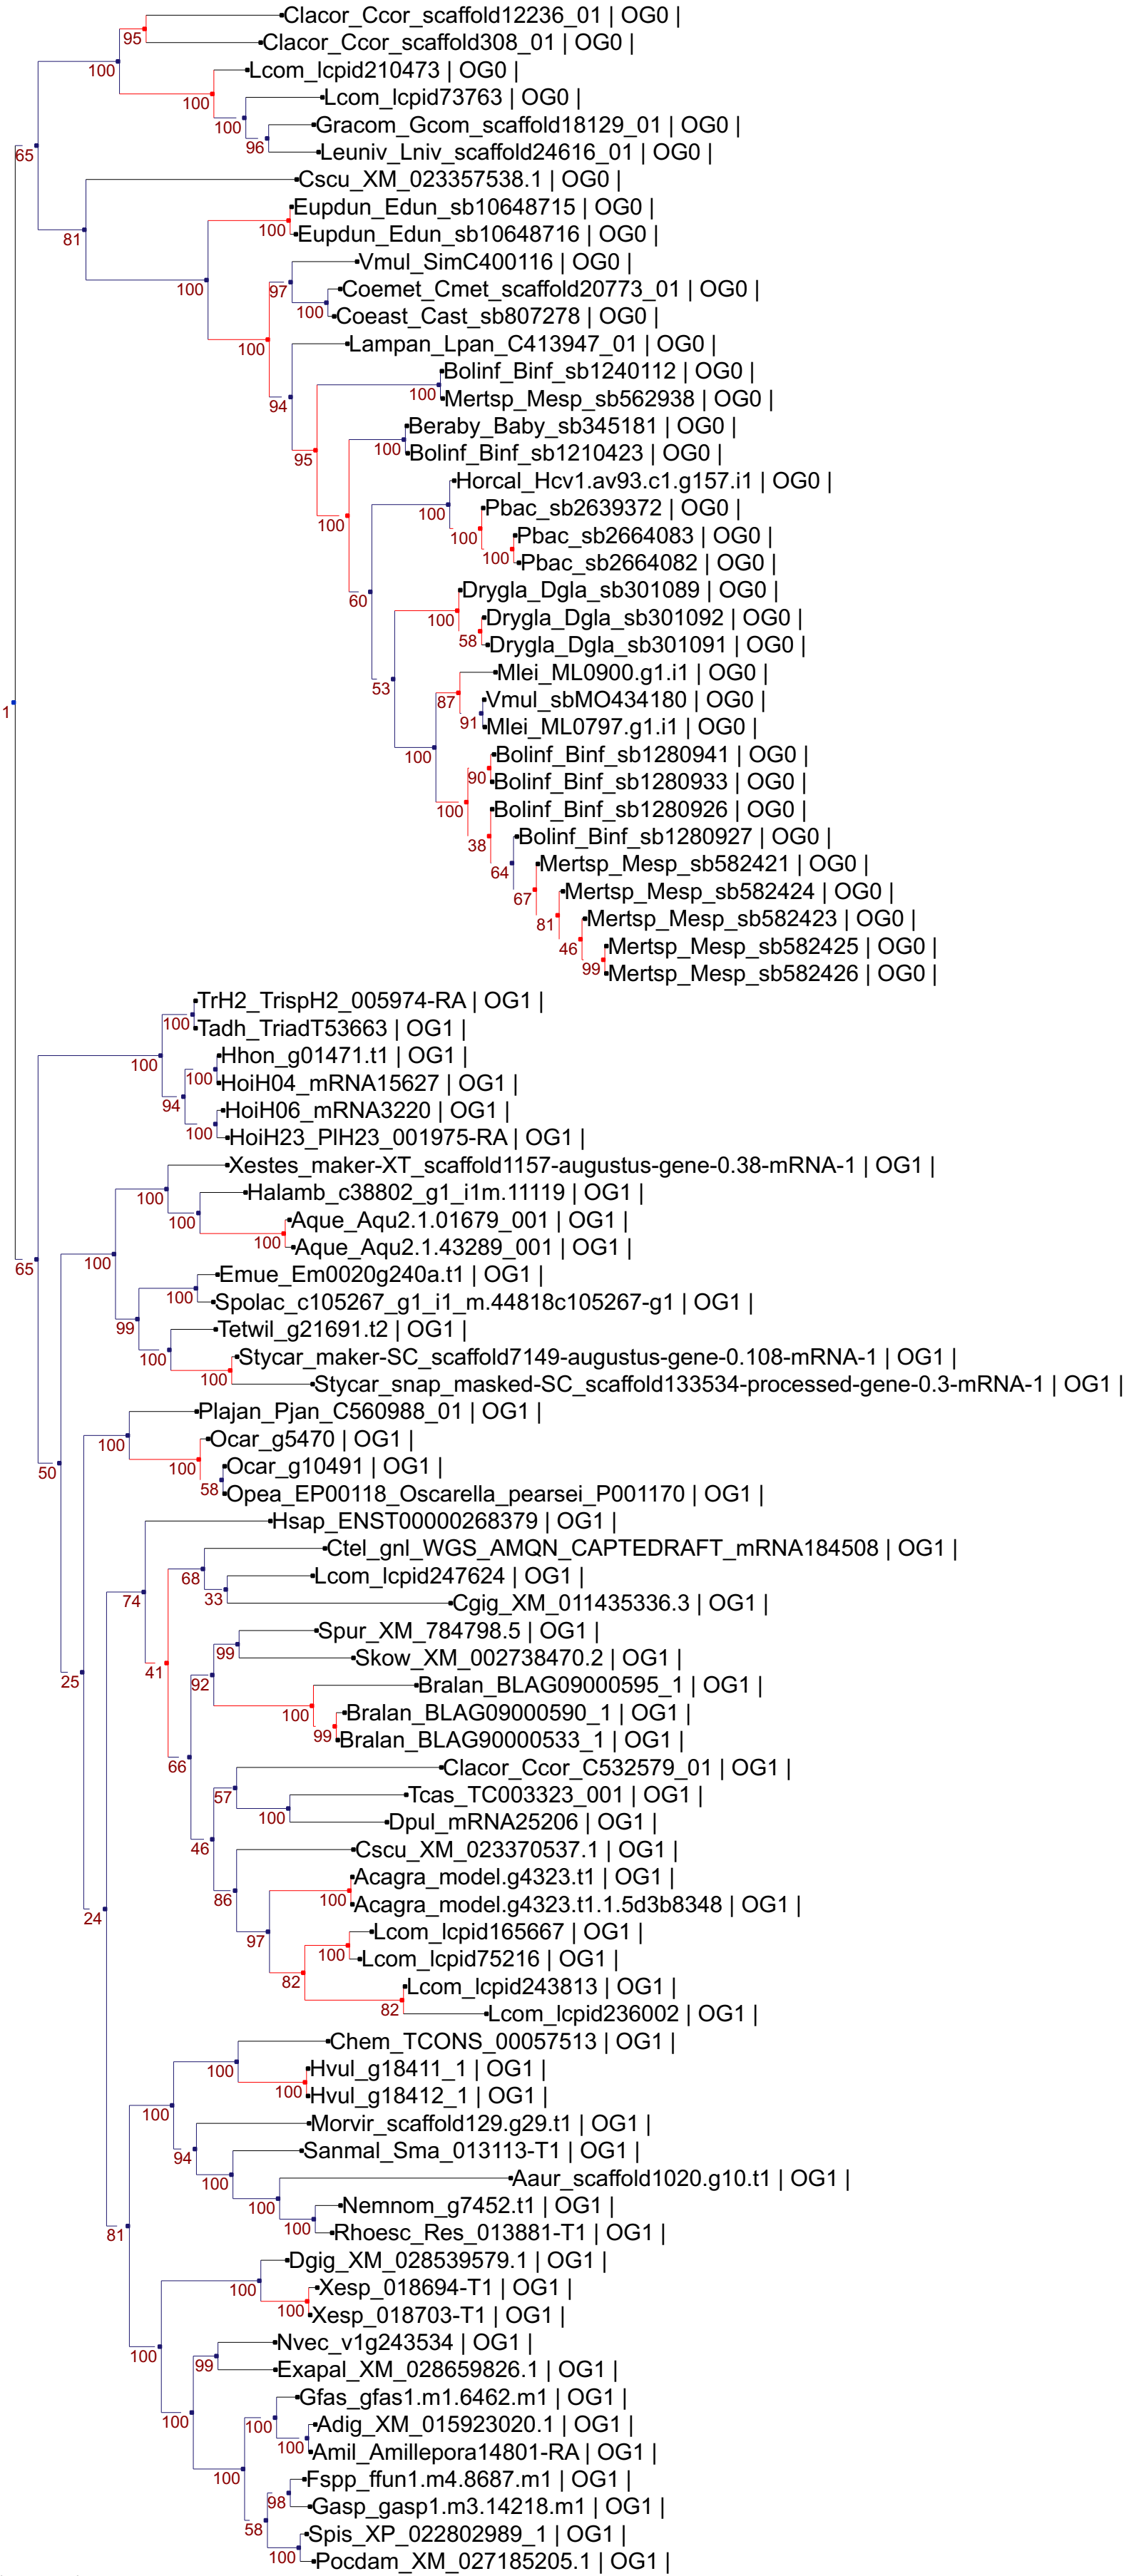 Clacor_Ccor_scaffold12236_01 | OG0 |
95
Clacor_Ccor_scaffold308_01 | OG0 |
100
Lcom_lcpid210473 | OG0 |
100
Lcom_lcpid73763 | OG0 |
100
Gracom_Gcom_scaffold18129_01 | OG0 |
96
Leuniv_Lniv_scaffold24616_01 | OG0 |
65
Cscu_XM_023357538.1 | OG0 |
Eupdun_Edun_sb10648715 | OG0 |
100
Eupdun_Edun_sb10648716 | OG0 |
81
Vmul_SimC400116 | OG0 |
100
97
Coemet_Cmet_scaffold20773_01 | OG0 |
100
Coeast_Cast_sb807278 | OG0 |
100
Lampan_Lpan_C413947_01 | OG0 |
Bolinf_Binf_sb1240112 | OG0 |
100
Mertsp_Mesp_sb562938 | OG0 |
94
Beraby_Baby_sb345181 | OG0 |
100
Bolinf_Binf_sb1210423 | OG0 |
95
Horcal_Hcv1.av93.c1.g157.i1 | OG0 |
100
Pbac_sb2639372 | OG0 |
100
100
Pbac_sb2664083 | OG0 |
100
Pbac_sb2664082 | OG0 |
Drygla_Dgla_sb301089 | OG0 |
60
100
Drygla_Dgla_sb301092 | OG0 |
58
Drygla_Dgla_sb301091 | OG0 |
Mlei_ML0900.g1.i1 | OG0 |
53
87
Vmul_sbMO434180 | OG0 |
1
91
Mlei_ML0797.g1.i1 | OG0 |
100
Bolinf_Binf_sb1280941 | OG0 |
90
Bolinf_Binf_sb1280933 | OG0 |
100
Bolinf_Binf_sb1280926 | OG0 |
38
Bolinf_Binf_sb1280927 | OG0 |
64
Mertsp_Mesp_sb582421 | OG0 |
67
Mertsp_Mesp_sb582424 | OG0 |
81
Mertsp_Mesp_sb582423 | OG0 |
46
Mertsp_Mesp_sb582425 | OG0 |
99
Mertsp_Mesp_sb582426 | OG0 |
TrH2_TrispH2_005974-RA | OG1 |
100
Tadh_TriadT53663 | OG1 |
100
Hhon_g01471.t1 | OG1 |
100
HoiH04_mRNA15627 | OG1 |
94
HoiH06_mRNA3220 | OG1 |
100
HoiH23_PlH23_001975-RA | OG1 |
Xestes_maker-XT_scaffold1157-augustus-gene-0.38-mRNA-1 | OG1 |
100
Halamb_c38802_g1_i1m.11119 | OG1 |
100
Aque_Aqu2.1.01679_001 | OG1 |
100
Aque_Aqu2.1.43289_001 | OG1 |
100
65
Emue_Em0020g240a.t1 | OG1 |
100
Spolac_c105267_g1_i1_m.44818c105267-g1 | OG1 |
99
Tetwil_g21691.t2 | OG1 |
100
Stycar_maker-SC_scaffold7149-augustus-gene-0.108-mRNA-1 | OG1 |
100
Stycar_snap_masked-SC_scaffold133534-processed-gene-0.3-mRNA-1 | OG1 |
Plajan_Pjan_C560988_01 | OG1 |
100
Ocar_g5470 | OG1 |
50
100
Ocar_g10491 | OG1 |
58
Opea_EP00118_Oscarella_pearsei_P001170 | OG1 |
Hsap_ENST00000268379 | OG1 |
Ctel_gnl_WGS_AMQN_CAPTEDRAFT_mRNA184508 | OG1 |
68
Lcom_lcpid247624 | OG1 |
74
33
Cgig_XM_011435336.3 | OG1 |
Spur_XM_784798.5 | OG1 |
99
Skow_XM_002738470.2 | OG1 |
41
25
92
Bralan_BLAG09000595_1 | OG1 |
100
Bralan_BLAG09000590_1 | OG1 |
99
Bralan_BLAG90000533_1 | OG1 |
66
Clacor_Ccor_C532579_01 | OG1 |
57
Tcas_TC003323_001 | OG1 |
100
Dpul_mRNA25206 | OG1 |
46
Cscu_XM_023370537.1 | OG1 |
Acagra_model.g4323.t1 | OG1 |
86
100
Acagra_model.g4323.t1.1.5d3b8348 | OG1 |
24
Lcom_lcpid165667 | OG1 |
97
100
Lcom_lcpid75216 | OG1 |
82
Lcom_lcpid243813 | OG1 |
82
Lcom_lcpid236002 | OG1 |
Chem_TCONS_00057513 | OG1 |
100
Hvul_g18411_1 | OG1 |
100
Hvul_g18412_1 | OG1 |
100
Morvir_scaffold129.g29.t1 | OG1 |
94
Sanmal_Sma_013113-T1 | OG1 |
100
Aaur_scaffold1020.g10.t1 | OG1 |
100
Nemnom_g7452.t1 | OG1 |
100
Rhoesc_Res_013881-T1 | OG1 |
81
Dgig_XM_028539579.1 | OG1 |
100
Xesp_018694-T1 | OG1 |
100
Xesp_018703-T1 | OG1 |
Nvec_v1g243534 | OG1 |
100
99
Exapal_XM_028659826.1 | OG1 |
Gfas_gfas1.m1.6462.m1 | OG1 |
100
100
Adig_XM_015923020.1 | OG1 |
100
Amil_Amillepora14801-RA | OG1 |
100
Fspp_ffun1.m4.8687.m1 | OG1 |
98
Gasp_gasp1.m3.14218.m1 | OG1 |
58
Spis_XP_022802989_1 | OG1 |
100
Pocdam_XM_027185205.1 | OG1 |